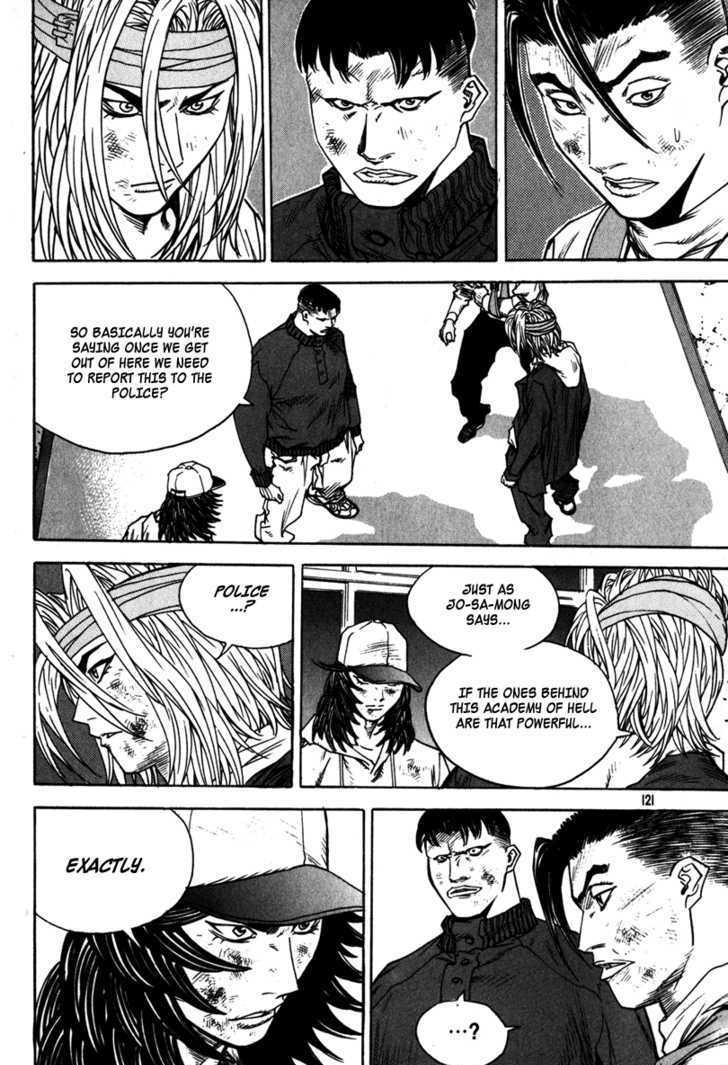 SO BASICALLY YOU'RE
SAYING ONCE WE GET
OUT OF HERE WE NEED
TO REPORT THIS TO THE
POLICE?
POLICE
...?
JUST AS
JO-SA-MONG
SAYS...
IF THE ONES BEHIND
THIS ACADEMY OF HELL
ARE THAT POWERFUL...
121
EXACTLY.
...?